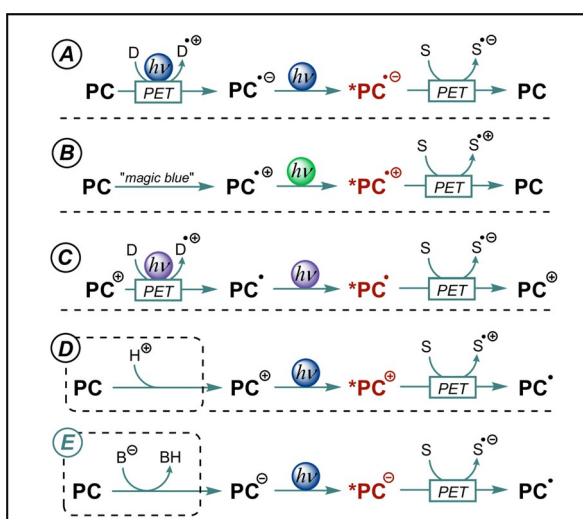 A
D hν D•⊕ S S•⊖
PC PET PC•⊖ hν *PC•⊖ PET PC
B
S S•⊕
PC "magic blue" PC•⊕ hν *PC•⊕ PET PC
C
D hν D•⊕ S S•⊖
PC⊕ PET PC• hν *PC• PET PC⊕
D
H⊕ S S•⊕
PC PC⊕ hν *PC⊕ PET PC•
E
B⊖ BH S S•⊖
PC PC⊖ hν *PC⊖ PET PC•